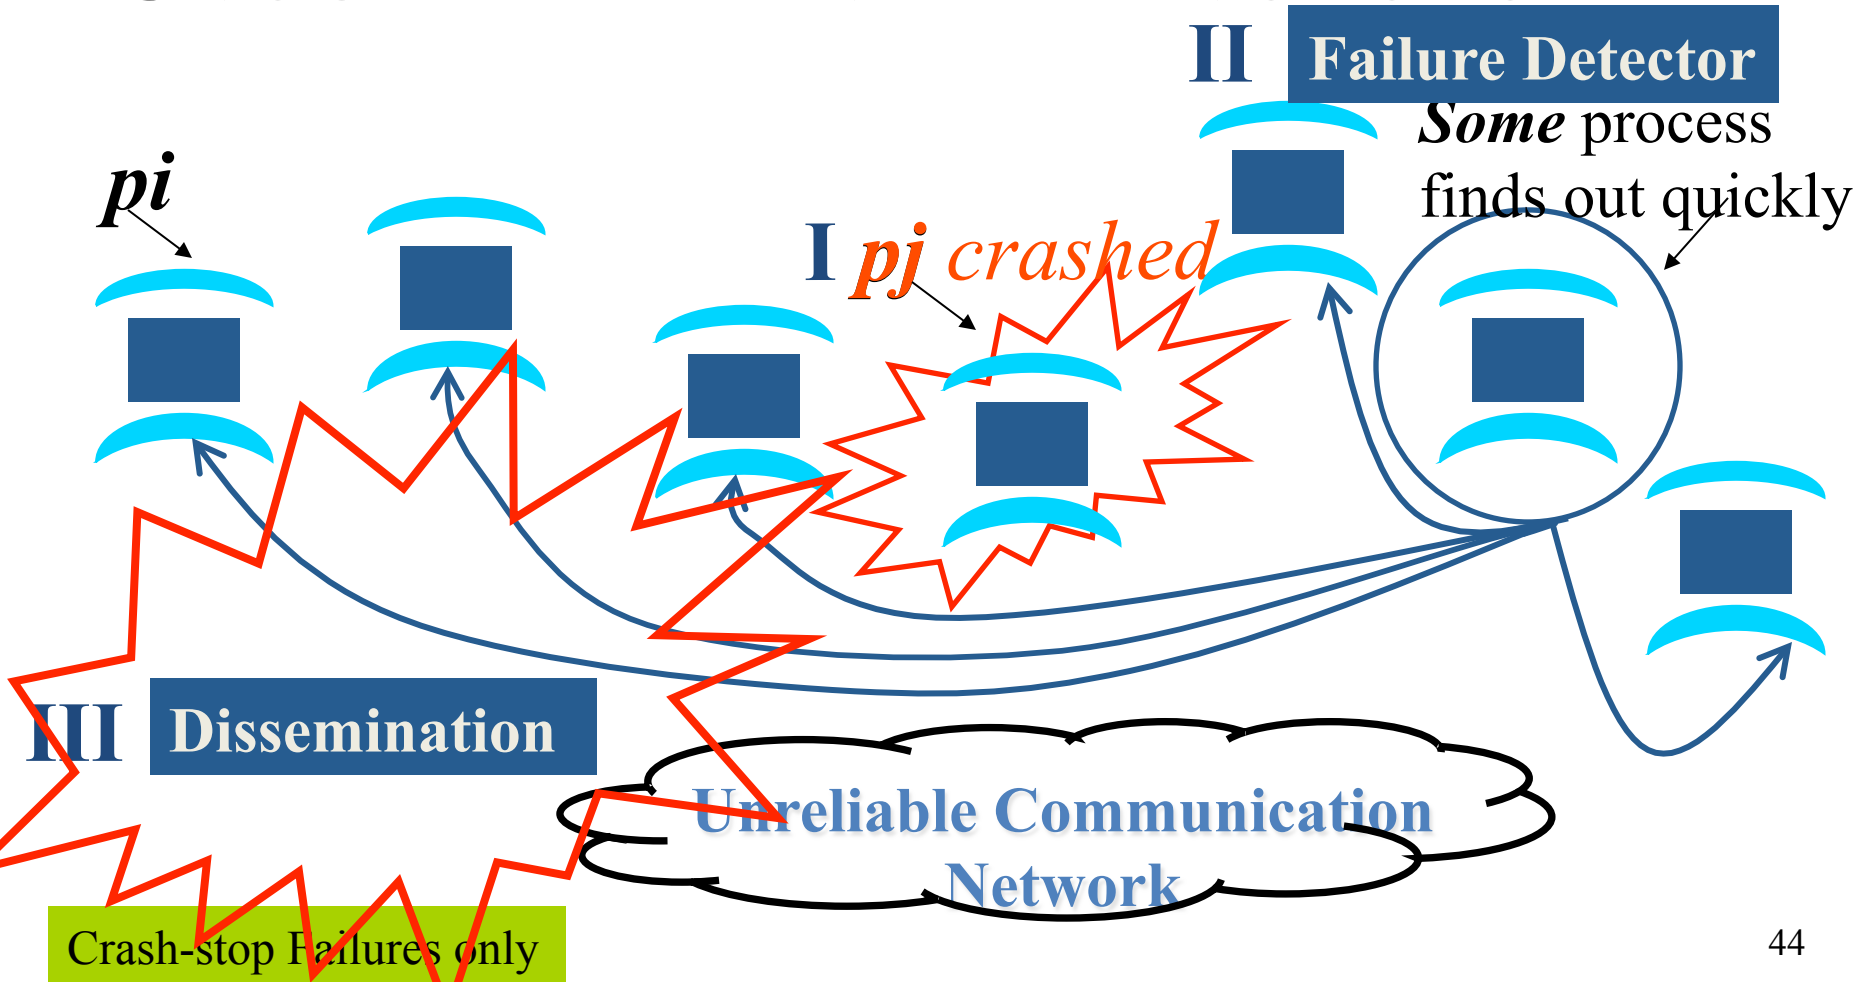 II Failure Detector
Some process
finds out quickly
pi
I pj crashed
III Dissemination
Unreliable Communication
Network
Crash-stop Failures only
44